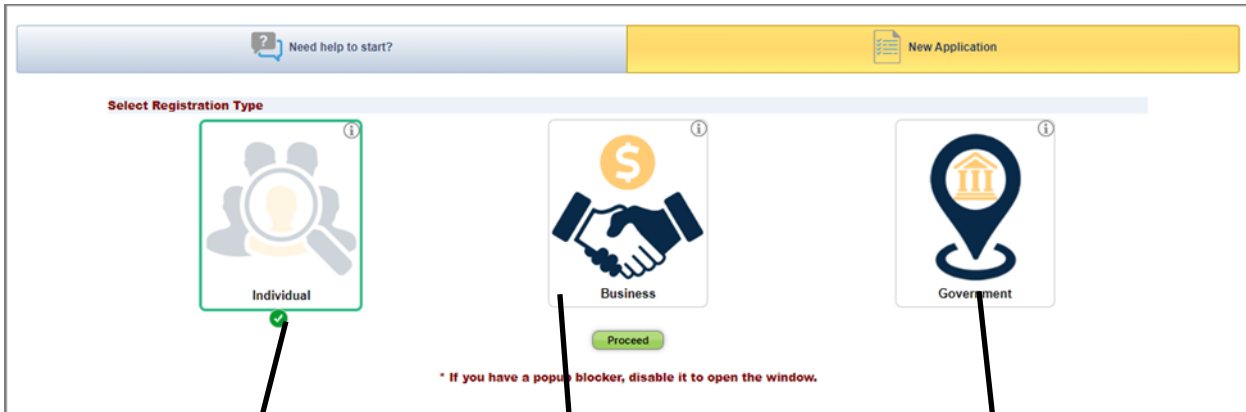 Need help to start?
New Application
Select Registration Type
Individual
Business
Government
Proceed
* If you have a popup blocker, disable it to open the window.